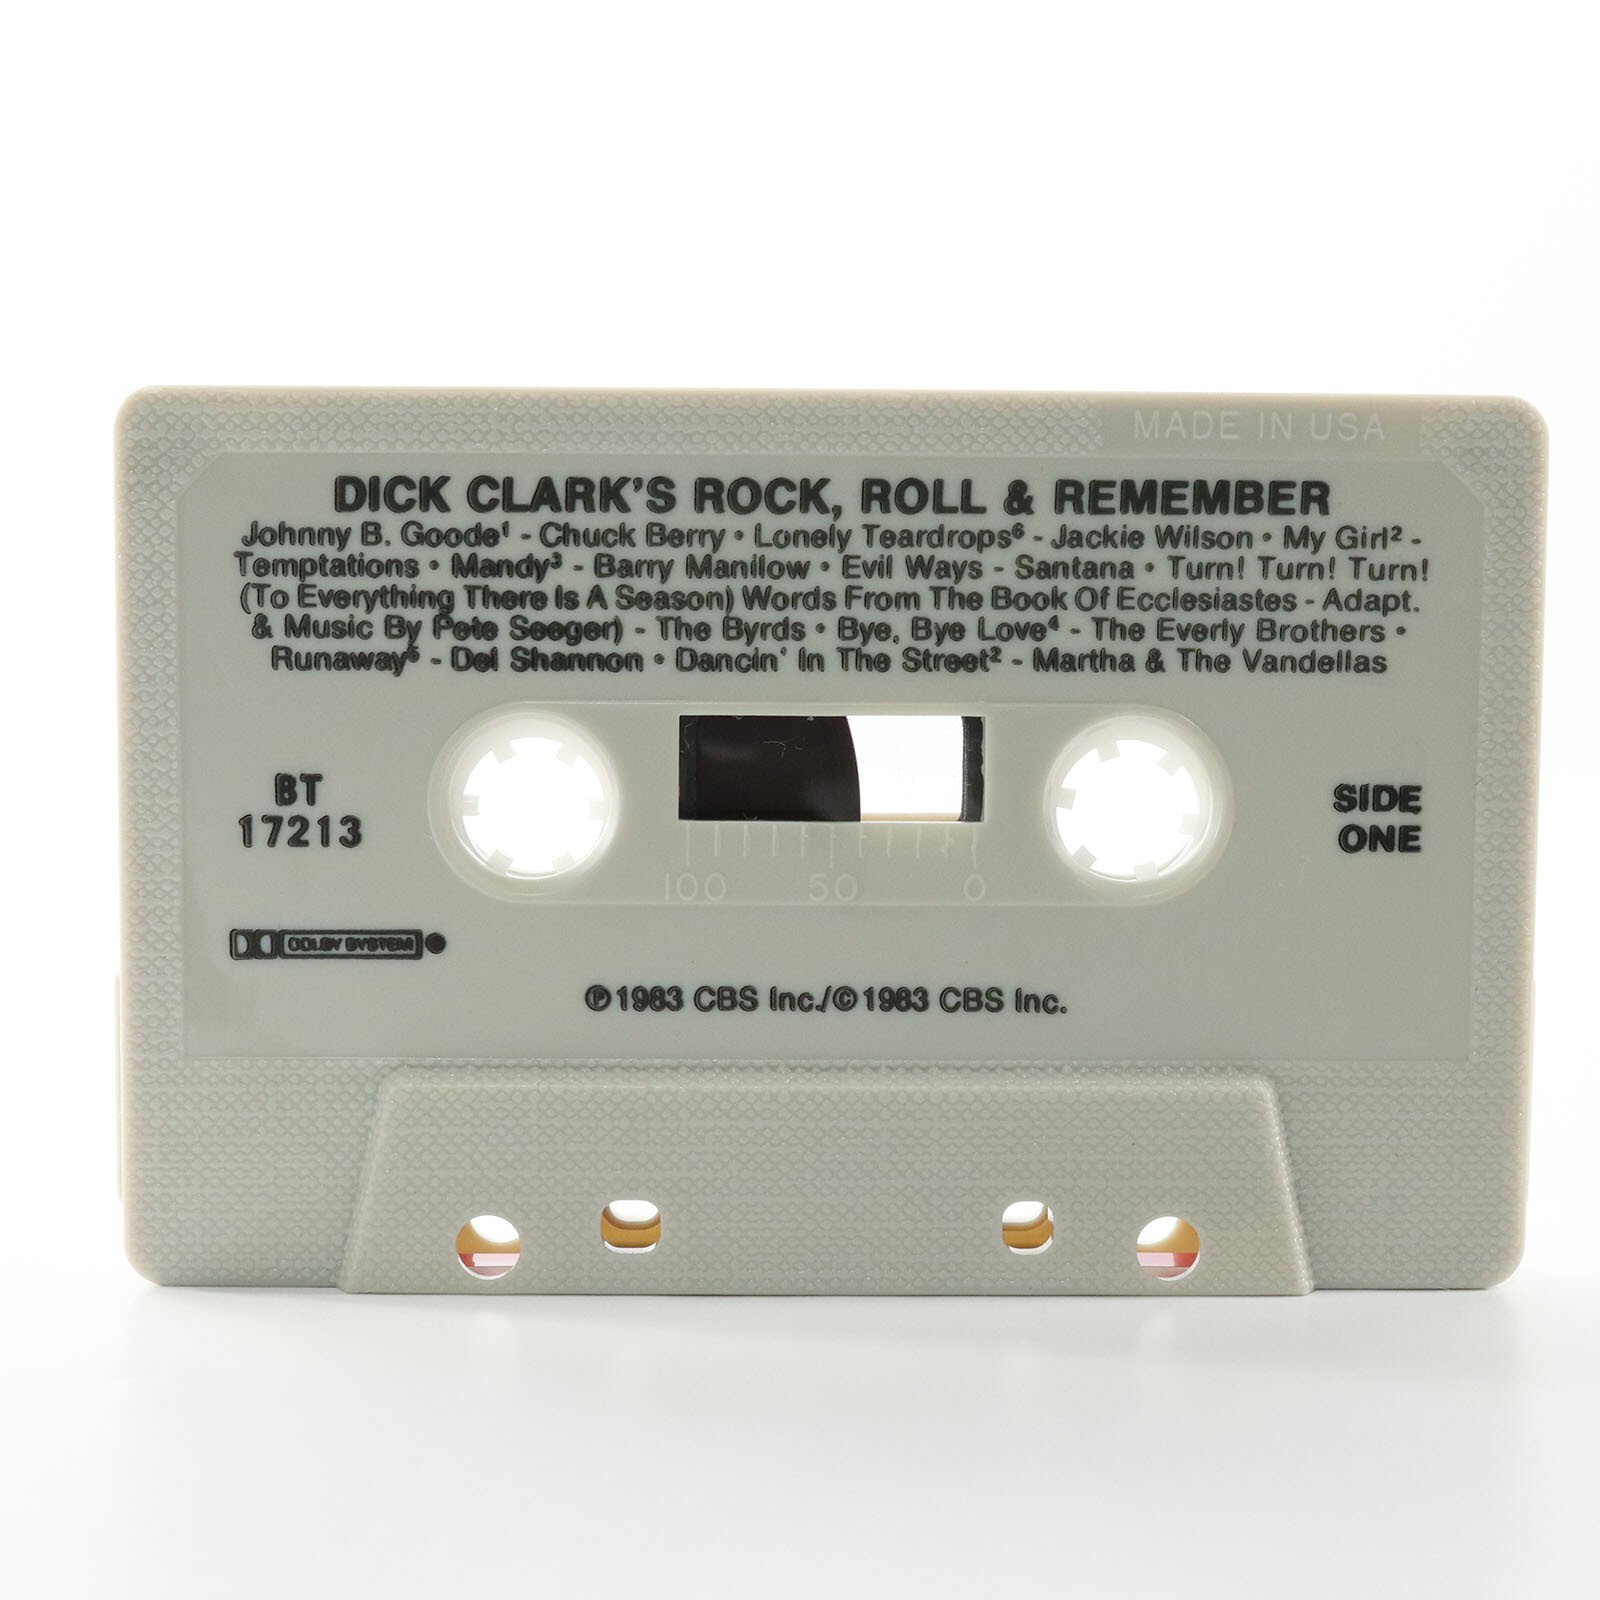 MADE IN USA
DICK CLARK'S ROCK, ROLL & REMEMBER
Johnny B. Goode¹ - Chuck Berry • Lonely Teardrops⁶ - Jackie Wilson • My Girl² -
Temptations • Mandy³ - Barry Manilow • Evil Ways - Santana • Turn! Turn! Turn!
(To Everything There Is A Season) Words From The Book Of Ecclesiastes - Adapt.
& Music By Pete Seeger) - The Byrds • Bye, Bye Love⁴ - The Everly Brothers •
Runaway⁵ - Del Shannon • Dancin' In The Street² - Martha & The Vandellas
BT
17213
SIDE
ONE
100 50 0
DOLBY SYSTEM
℗ 1983 CBS Inc./© 1983 CBS Inc.